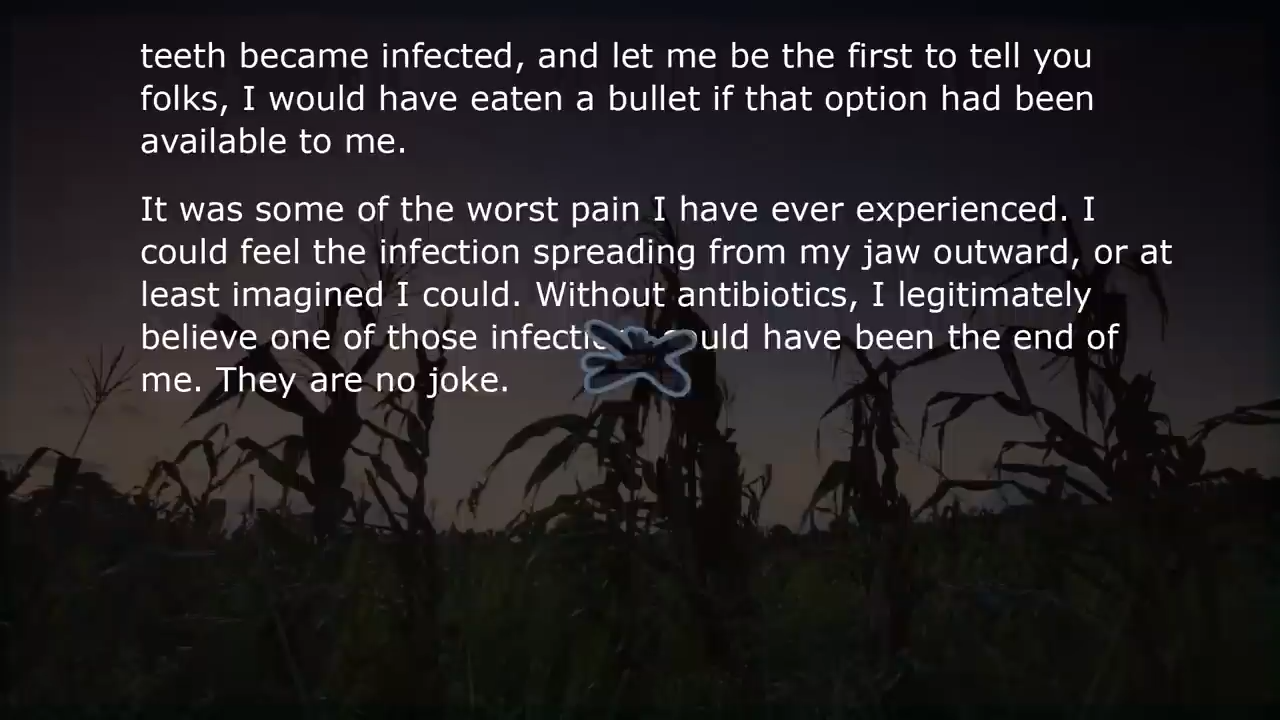 teeth became infected, and let me be the first to tell you
folks, I would have eaten a bullet if that option had been
available to me.
It was some of the worst pain I have ever experienced. I
could feel the infection spreading from my jaw outward, or at
least imagined I could. Without antibiotics, I legitimately
believe one of those have been the end of
me. They are no joke.